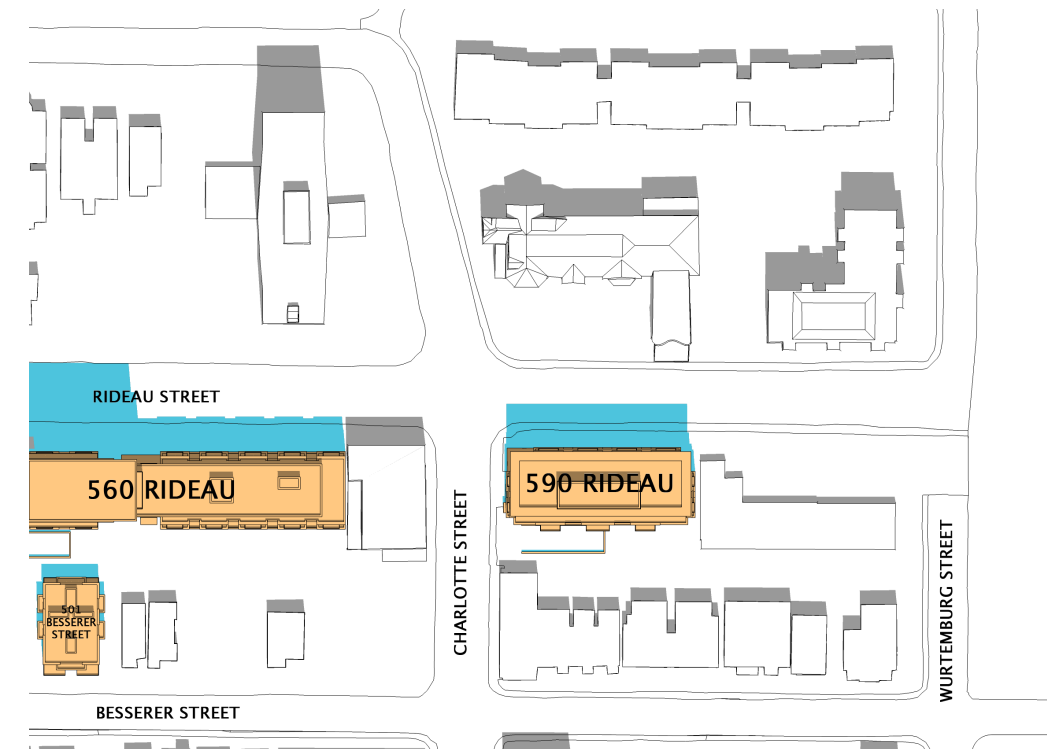 RIDEAU STREET
560 RIDEAU
590 RIDEAU
CHARLOTTE STREET
WURTEMBURG STREET
501
BESSERER
STREET
BESSERER STREET